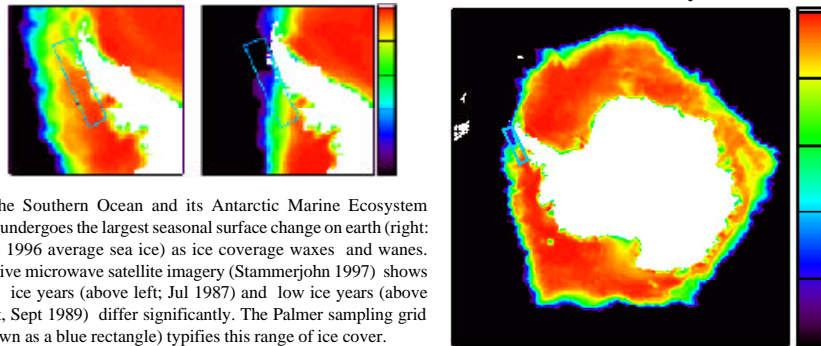 he Southern Ocean and its Antarctic Marine Ecosystem
undergoes the largest seasonal surface change on earth (right:
1996 average sea ice) as ice coverage waxes and wanes.
ive microwave satellite imagery (Stammerjohn 1997) shows
ice years (above left; Jul 1987) and low ice years (above
t, Sept 1989) differ significantly. The Palmer sampling grid
wn as a blue rectangle) typifies this range of ice cover.